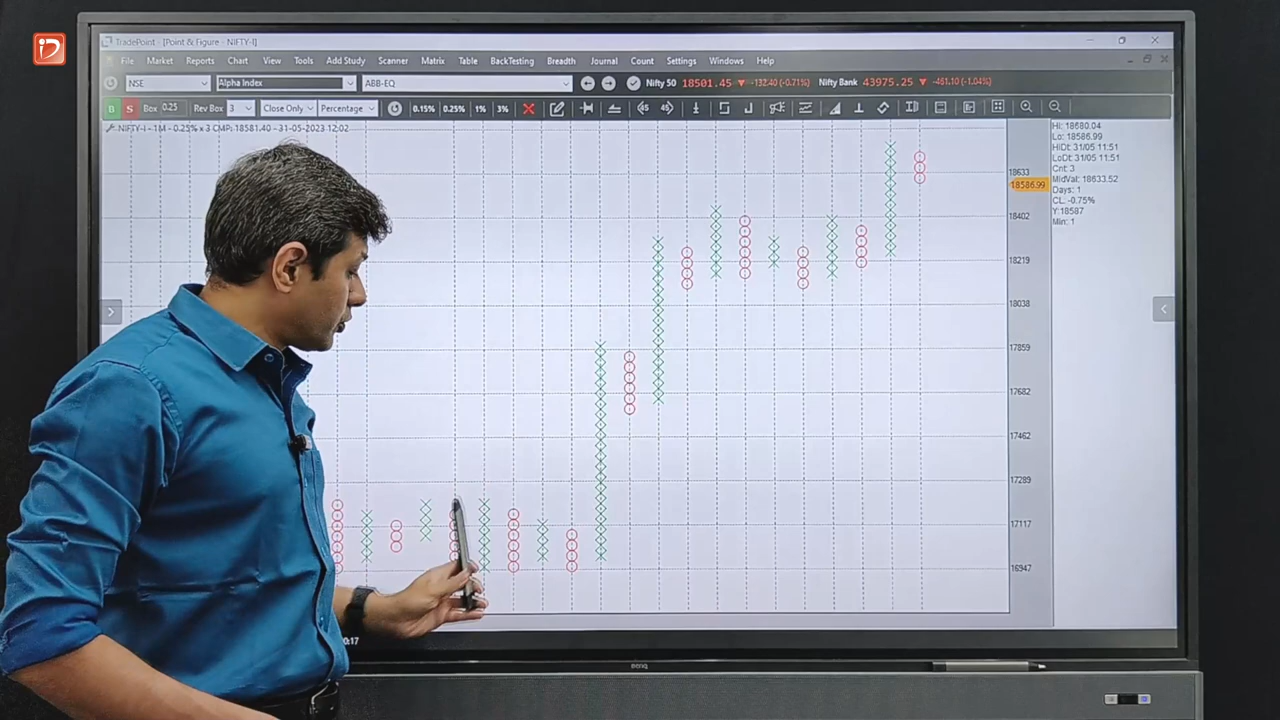 TradePoint - [Point & Figure - NIFTY-I]
File Market Reports Chart View Tools Add Study Scanner Matrix Table BackTesting Breadth Journal Count Settings Windows Help
NSE Alpha Index ABB-EQ Nifty 50 18501.45 ▼ -132.40 (-0.71%) Nifty Bank 43975.25 ▼ -461.10 (-1.04%)
B S Box 0.25 Rev Box 3 Close Only Percentage 0.15% 0.25% 1% 3%
NIFTY-I - 1M - 0.25% x 3 CMP: 18581.40 - 31-05-2023 12:02
Hi: 18680.04
Lo: 18586.99
HiDt: 31/05 11:51
LoDt: 31/05 11:51
Cnt: 3
MidVal: 18633.52
Days: 1
CL: -0.75%
Y:18587
Min: 1
18633
18586.99
18402
18219
18038
17859
17682
17462
17289
17117
16947
BenQ